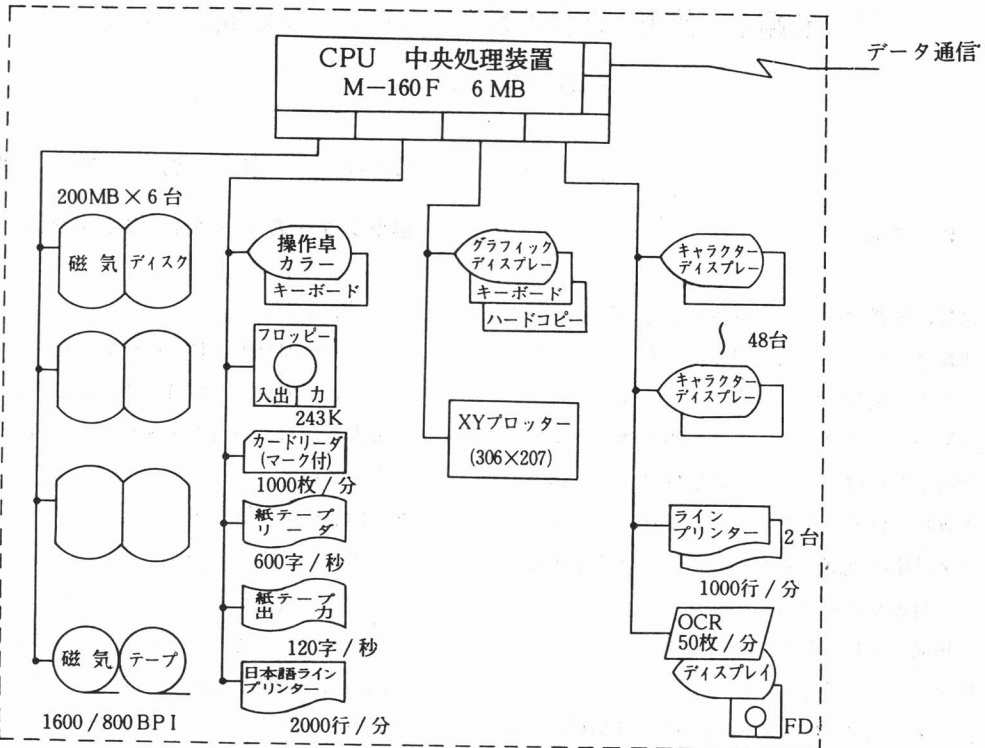 CPU 中央処理装置
M－160F 6MB
データ通信
200MB×6台
磁気 ディスク
磁気 テープ
1600/800BPI
操作卓
カラー
キーボード
フロッピー
入出 力
243K
カードリーダ
(マーク付)
1000枚/分
紙テープ
リーダ
600字/秒
紙テープ
出力
120字/秒
日本語ライン
プリンター
2000行/分
グラフィック
ディスプレー
キーボード
ハードコピー
XYプロッター
(306×207)
キャラクター
ディスプレー
48台
キャラクター
ディスプレー
ライン
プリンター
2台
1000行/分
OCR
50枚/分
ディスプレイ
FD